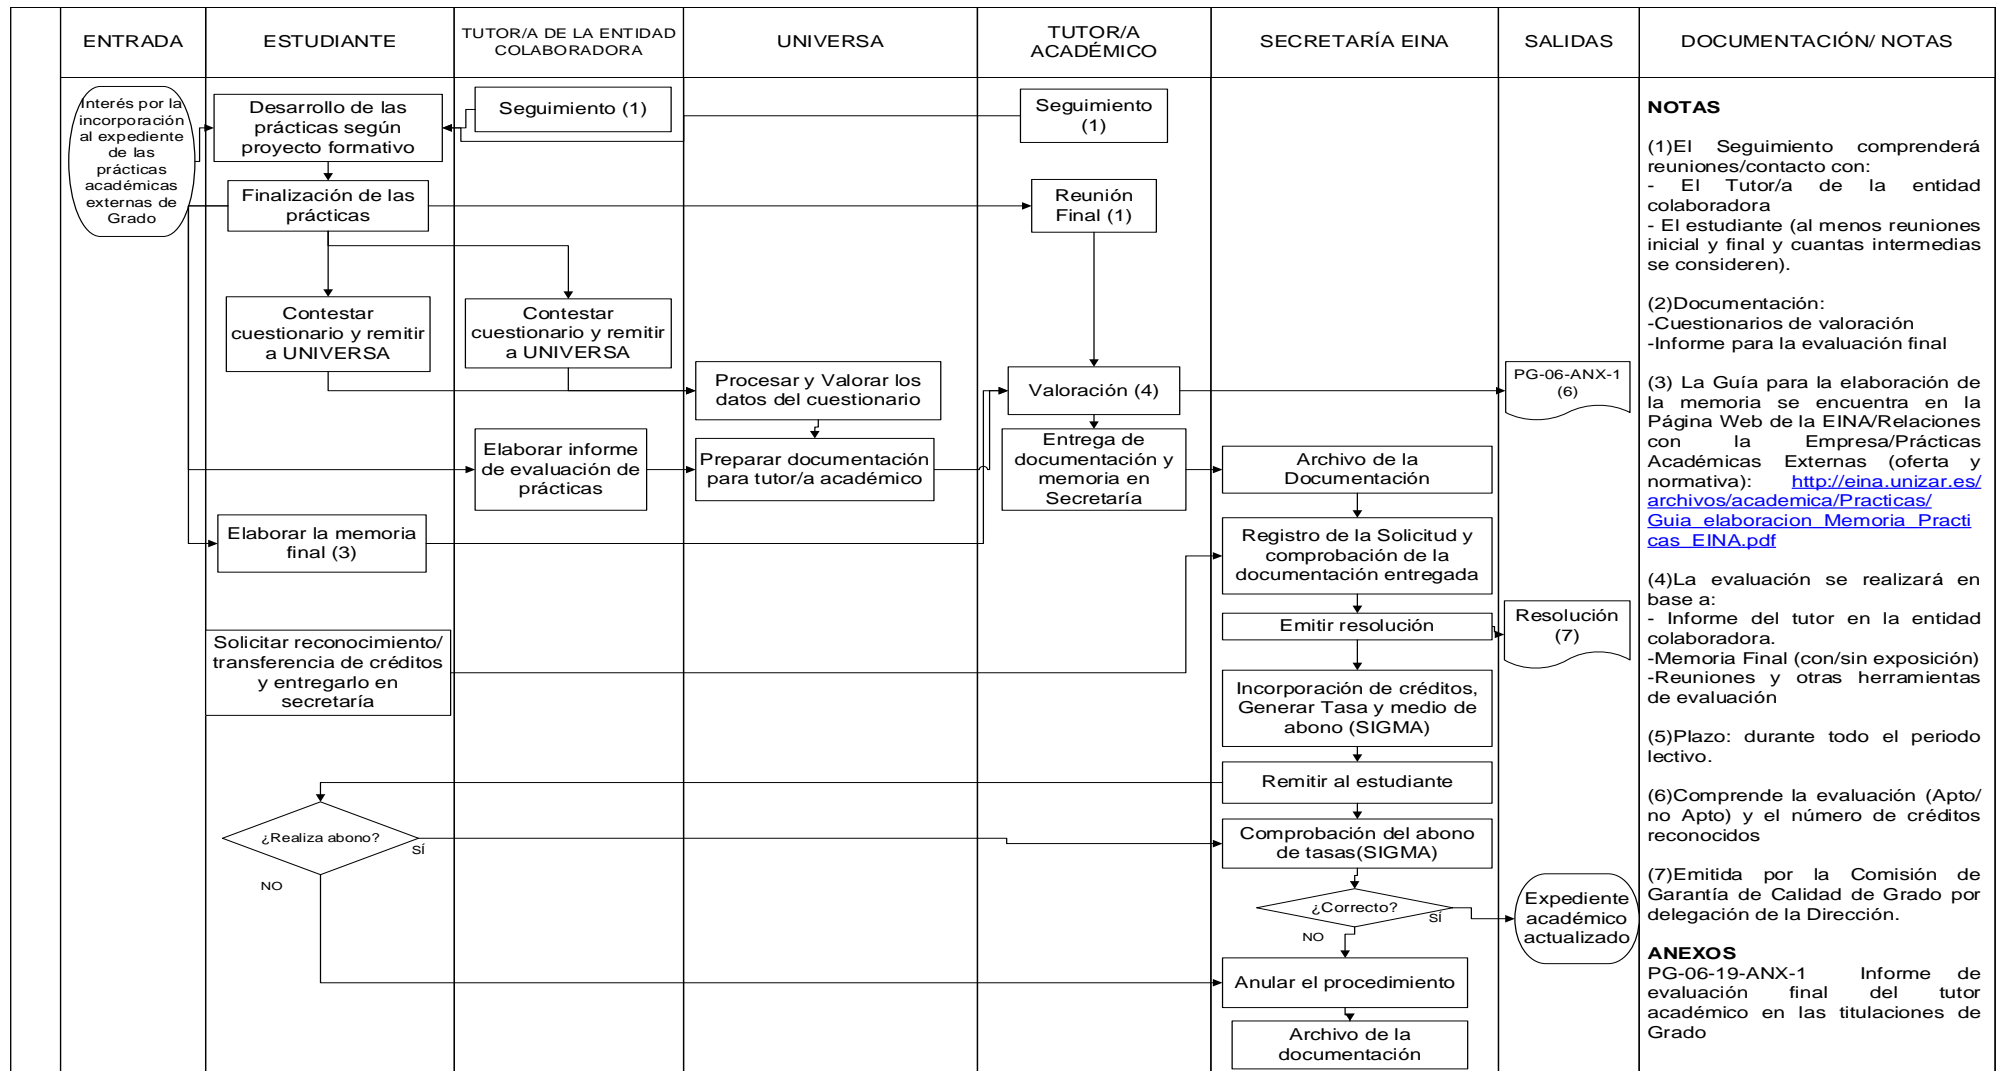 ENTRADA
ESTUDIANTE
TUTOR/A DE LA ENTIDAD
COLABORADORA
UNIVERSA
TUTOR/A
ACADÉMICO
SECRETARÍA EINA
SALIDAS
DOCUMENTACIÓN/ NOTAS
Interés por la
incorporación
al expediente
de las
prácticas
académicas
externas de
Grado
Desarrollo de las
prácticas según
proyecto formativo
Seguimiento (1)
Seguimiento
(1)
Finalización de las
prácticas
Reunión
Final (1)
Contestar
cuestionario y remitir
a UNIVERSA
Contestar
cuestionario y remitir
a UNIVERSA
Procesar y Valorar los
datos del cuestionario
Valoración (4)
PG-06-ANX-1
(6)
Elaborar informe
de evaluación de
prácticas
Preparar documentación
para tutor/a académico
Entrega de
documentación y
memoria en
Secretaría
Archivo de la
Documentación
Elaborar la memoria
final (3)
Registro de la Solicitud y
comprobación de la
documentación entregada
Solicitar reconocimiento/
transferencia de créditos
y entregarlo en
secretaría
Emitir resolución
Resolución
(7)
Incorporación de créditos,
Generar Tasa y medio de
abono (SIGMA)
Remitir al estudiante
¿Realiza abono?
SÍ
NO
Comprobación del abono
de tasas(SIGMA)
¿Correcto?
SÍ
NO
Expediente
académico
actualizado
Anular el procedimiento
Archivo de la
documentación
NOTAS
(1)El Seguimiento comprenderá
reuniones/contacto con:
- El Tutor/a de la entidad
colaboradora
- El estudiante (al menos reuniones
inicial y final y cuantas intermedias
se consideren).
(2)Documentación:
-Cuestionarios de valoración
-Informe para la evaluación final
(3) La Guía para la elaboración de
la memoria se encuentra en la
Página Web de la EINA/Relaciones
con la Empresa/Prácticas
Académicas Externas (oferta y
normativa): http://eina.unizar.es/
archivos/academica/Practicas/
Guia_elaboracion_Memoria_Practi
cas_EINA.pdf
(4)La evaluación se realizará en
base a:
- Informe del tutor en la entidad
colaboradora.
-Memoria Final (con/sin exposición)
-Reuniones y otras herramientas
de evaluación
(5)Plazo: durante todo el periodo
lectivo.
(6)Comprende la evaluación (Apto/
no Apto) y el número de créditos
reconocidos
(7)Emitida por la Comisión de
Garantía de Calidad de Grado por
delegación de la Dirección.
ANEXOS
PG-06-19-ANX-1 Informe de
evaluación final del tutor
académico en las titulaciones de
Grado